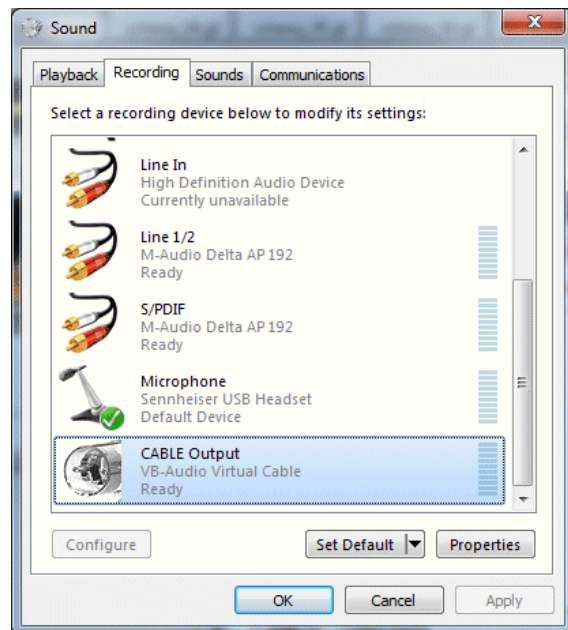 Sound
Playback Recording Sounds Communications
Select a recording device below to modify its settings:
Line In
High Definition Audio Device
Currently unavailable
Line 1/2
M-Audio Delta AP 192
Ready
S/PDIF
M-Audio Delta AP 192
Ready
Microphone
Sennheiser USB Headset
Default Device
CABLE Output
VB-Audio Virtual Cable
Ready
Configure Set Default Properties
OK Cancel Apply